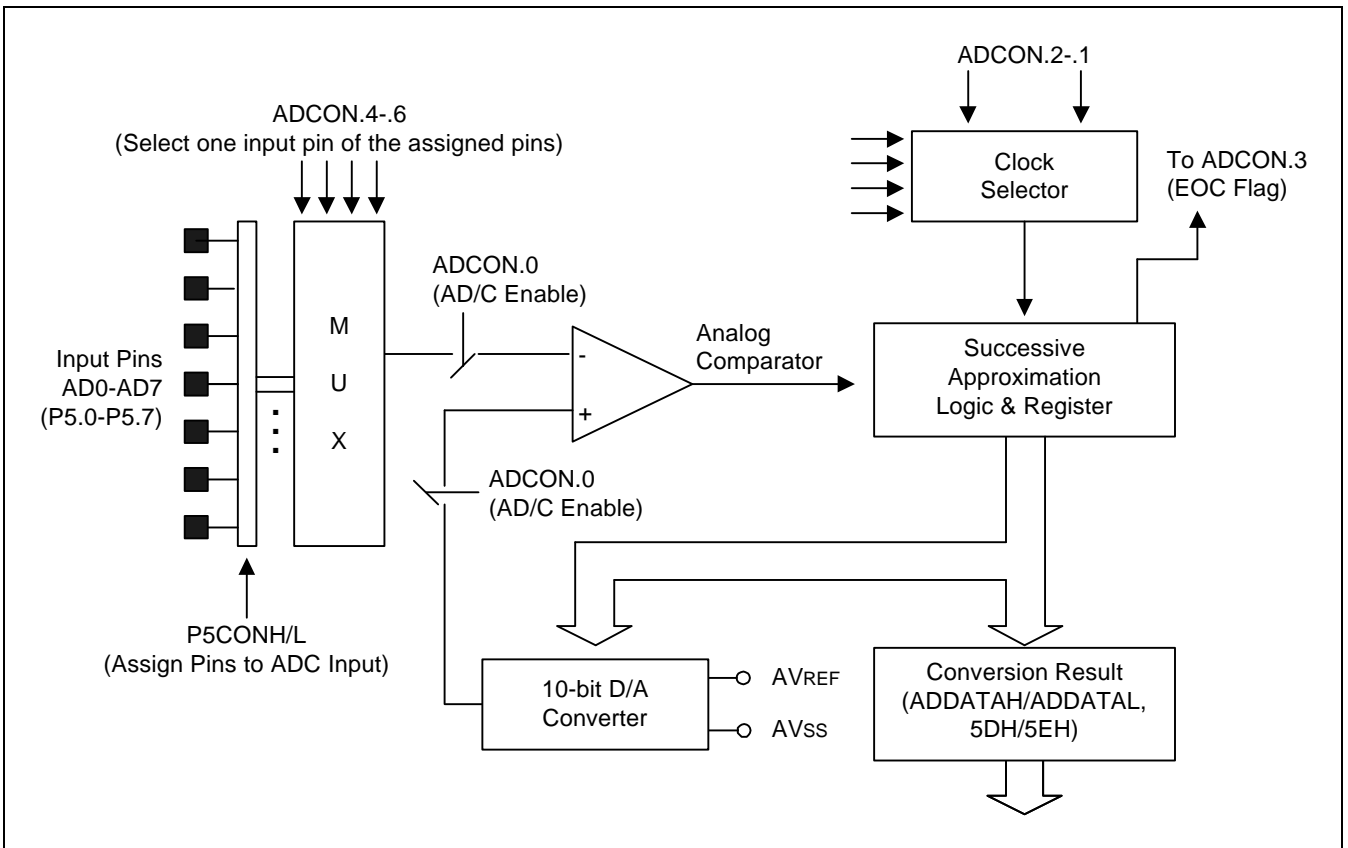 ADCON.2-.1
ADCON.4-.6
(Select one input pin of the assigned pins)
Clock
Selector
To ADCON.3
(EOC Flag)
ADCON.0
(AD/C Enable)
M
U
X
Input Pins
AD0-AD7
(P5.0-P5.7)
-
+
Analog
Comparator
Successive
Approximation
Logic & Register
ADCON.0
(AD/C Enable)
P5CONH/L
(Assign Pins to ADC Input)
10-bit D/A
Converter
AVREF
AVSS
Conversion Result
(ADDATAH/ADDATAL,
5DH/5EH)